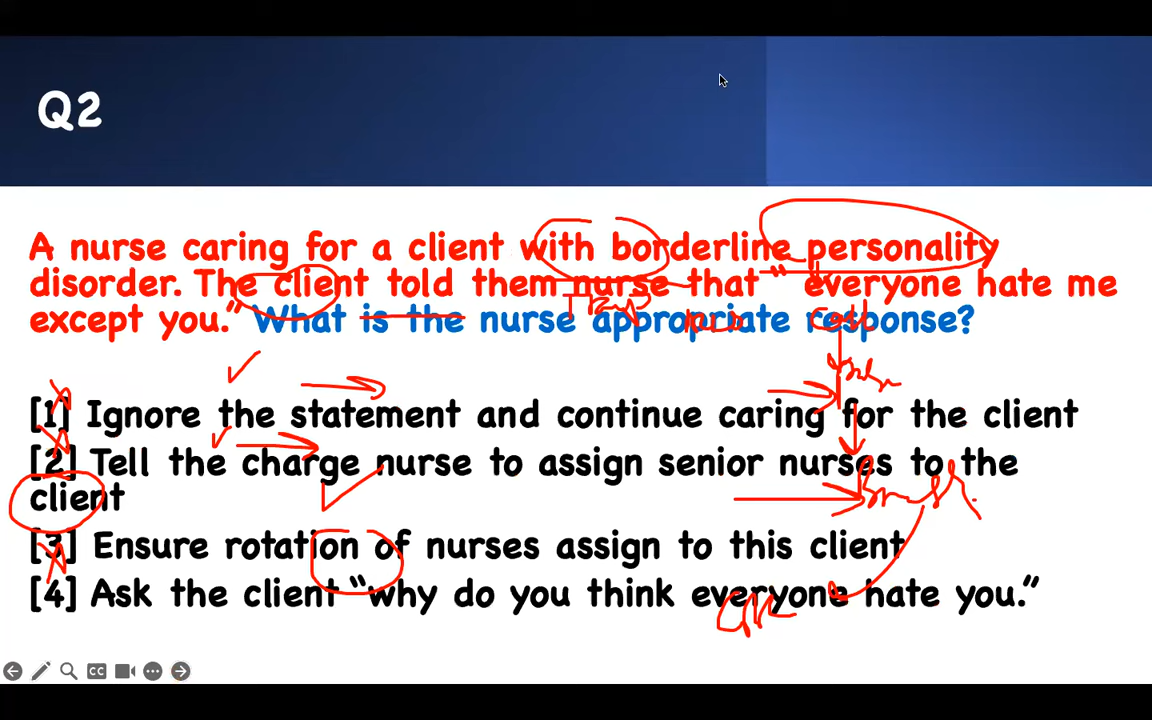 Q2
A nurse caring for a client with borderline personality
disorder. The client told them nurse that “ everyone hate me
except you.” What is the nurse appropriate response?
[1] Ignore the statement and continue caring for the client
[2] Tell the charge nurse to assign senior nurses to the
client
[3] Ensure rotation of nurses assign to this client
[4] Ask the client “why do you think everyone hate you.”
CC